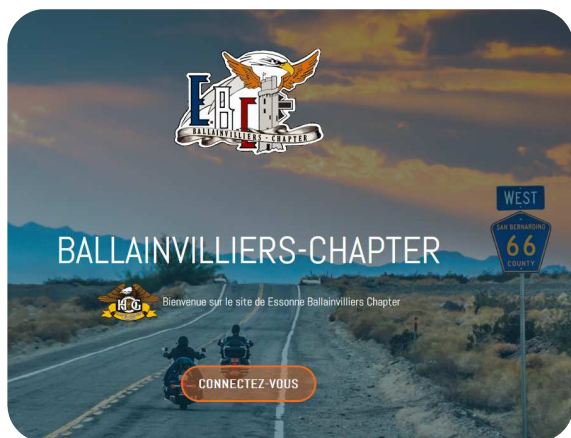 BALLAINVILLIERS - CHAPTER
WEST
SAN BERNARDINO
66
COUNTY
BALLAINVILLIERS-CHAPTER
Bienvenue sur le site de Essonne Ballainvilliers Chapter
CONNECTEZ-VOUS